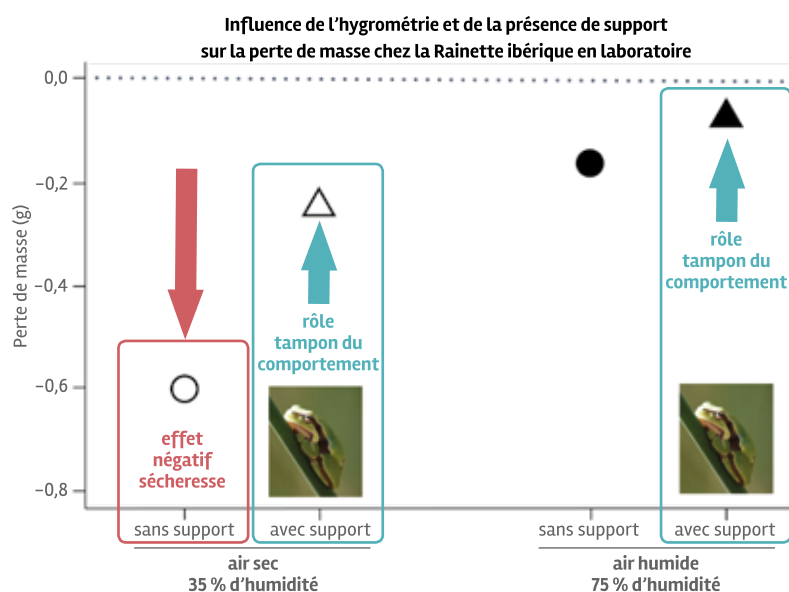 Influence de l’hygrométrie et de la présence de support
sur la perte de masse chez la Rainette ibérique en laboratoire
Perte de masse (g)
0,0
−0,2
−0,4
−0,6
−0,8
effet
négatif
sécheresse
rôle
tampon du
comportement
rôle
tampon du
comportement
sans support
avec support
sans support
avec support
air sec
35 % d’humidité
air humide
75 % d’humidité